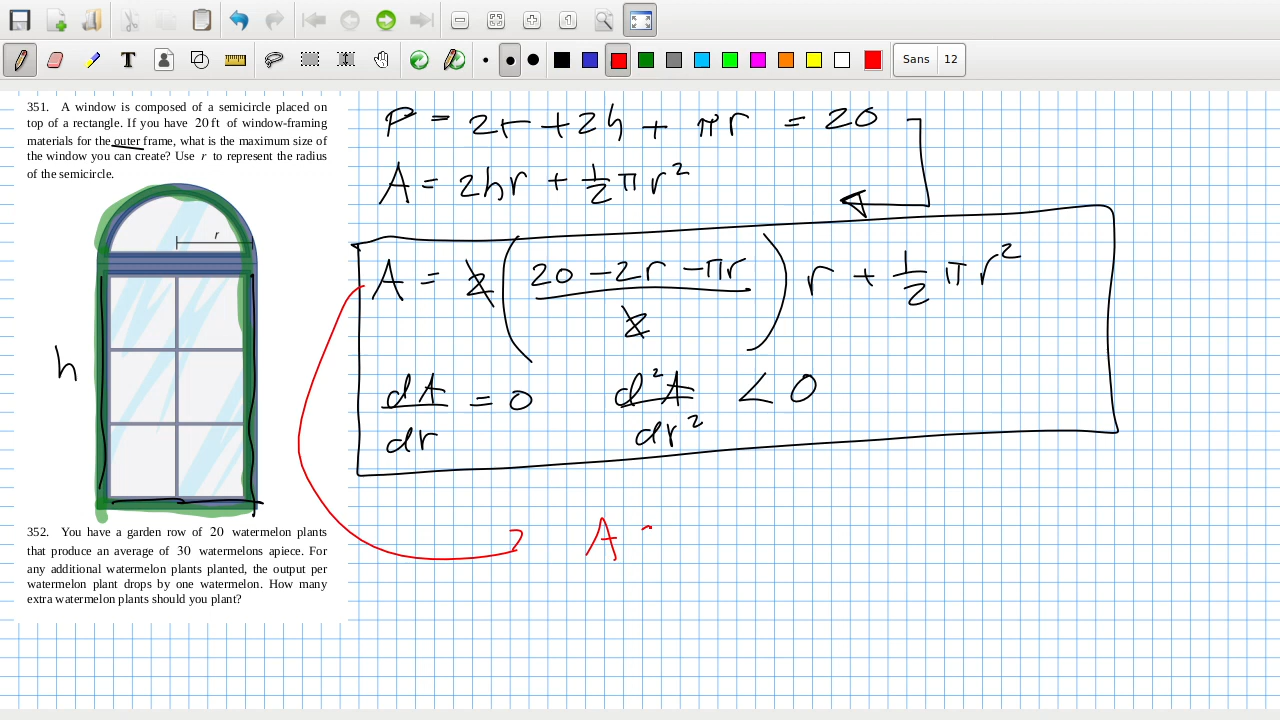 Sans 12
351. A window is composed of a semicircle placed on
top of a rectangle. If you have 20 ft of window-framing
materials for the outer frame, what is the maximum size of
the window you can create? Use r to represent the radius
of the semicircle.
r
h
352. You have a garden row of 20 watermelon plants
that produce an average of 30 watermelons apiece. For
any additional watermelon plants planted, the output per
watermelon plant drops by one watermelon. How many
extra watermelon plants should you plant?
P = 2r + 2h + πr = 20
A = 2hr + 1/2 πr²
A = 2 ( (20 - 2r - πr) / 2 ) r + 1/2 πr²
dA/dr = 0 d²A/dr² < 0
A